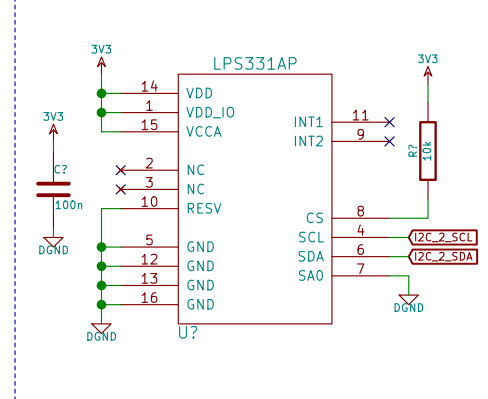 LPS331AP
3V3
14 VDD
1 VDD_IO
15 VCCA
2 NC
3 NC
10 RESV
5 GND
12 GND
13 GND
16 GND
DGND
U?
3V3
C?
100n
DGND
INT1 11
INT2 9
CS 8
SCL 4 I2C_2_SCL
SDA 6 I2C_2_SDA
SA0 7
DGND
3V3
R?
10k